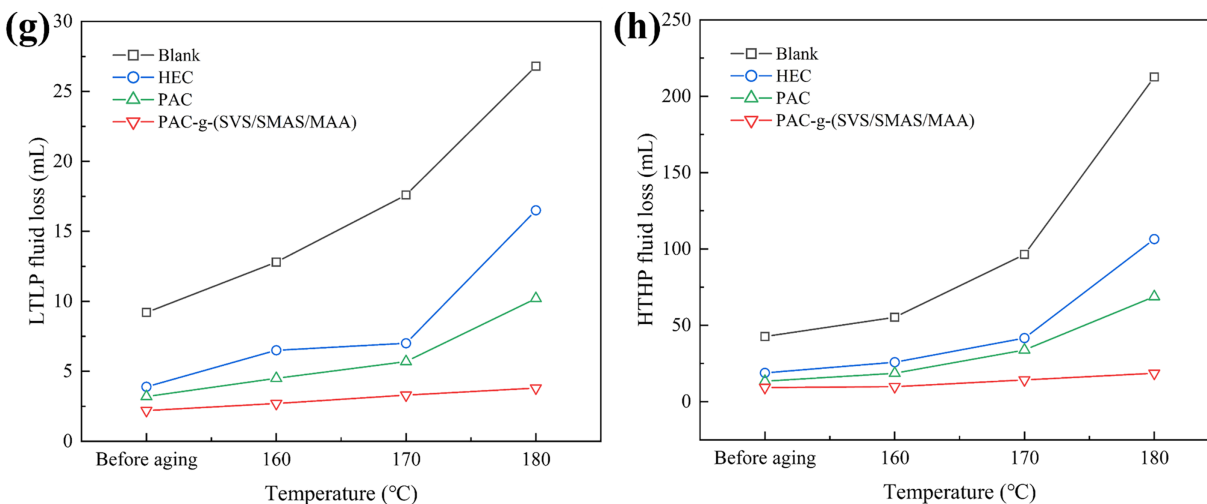 (g)
30
25
20
15
10
5
0
LTLP fluid loss (mL)
Blank
HEC
PAC
PAC-g-(SVS/SMAS/MAA)
Before aging 160 170 180
Temperature (℃)
(h)
250
200
150
100
50
0
HTHP fluid loss (mL)
Blank
HEC
PAC
PAC-g-(SVS/SMAS/MAA)
Before aging 160 170 180
Temperature (℃)